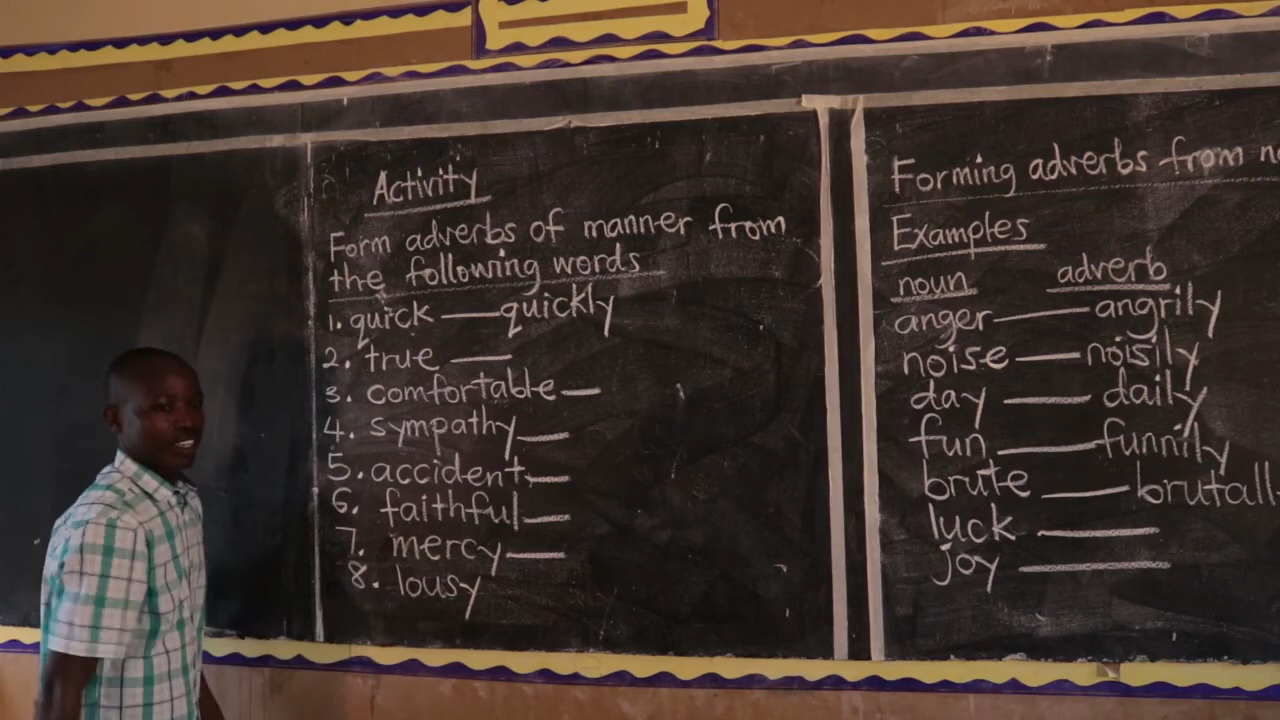 Activity
Form adverbs of manner from
the following words
1. quick — quickly
2. true —
3. comfortable —
4. sympathy —
5. accident —
6. faithful —
7. mercy —
8. lousy
Forming adverbs from
Examples
noun adverb
anger — angrily
noise — noisily
day — daily
fun — funnily
brute — brutall
luck —
joy —